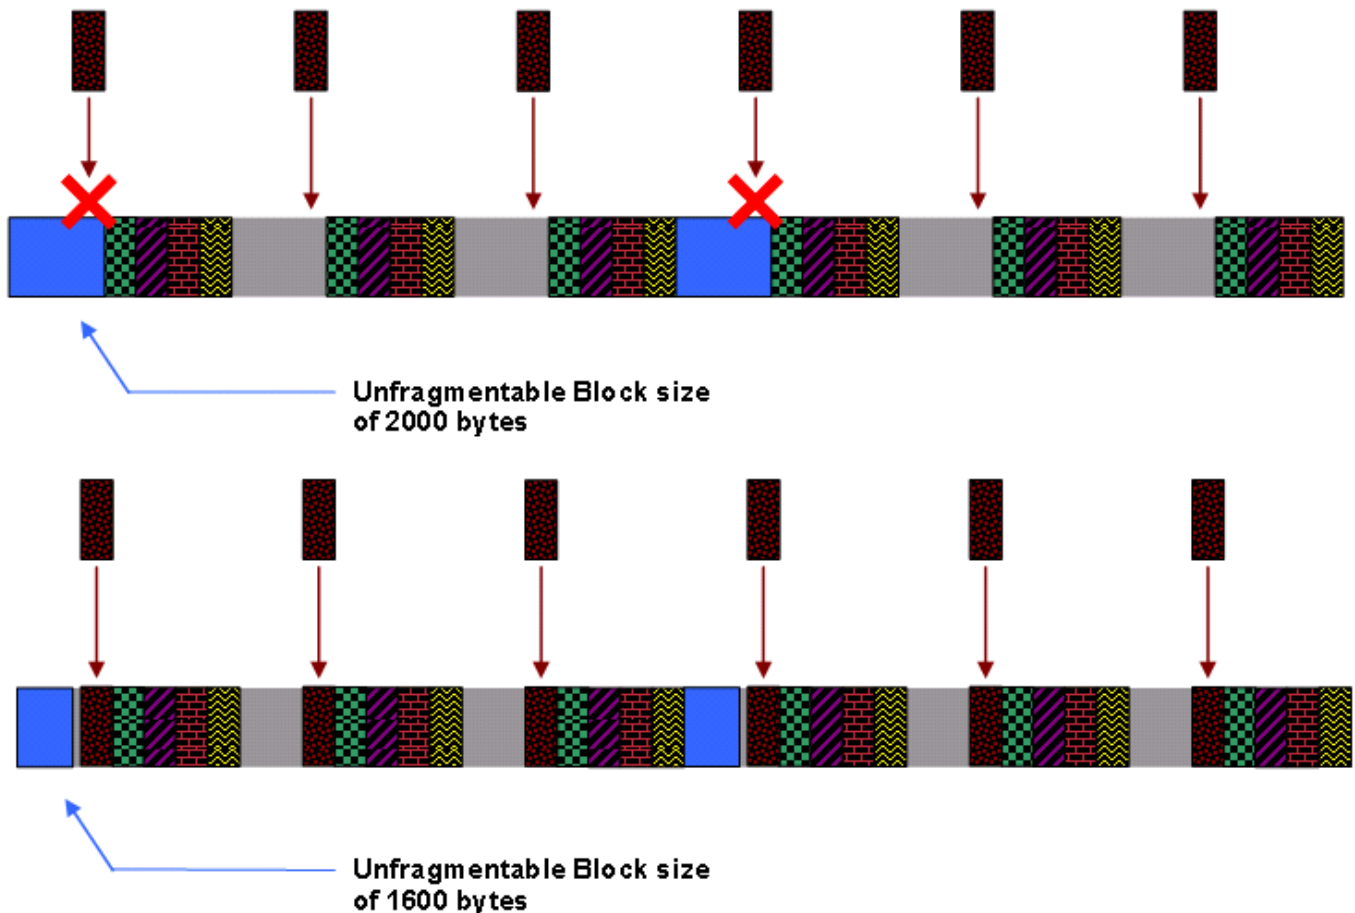 Unfragmentable Block size
of 2000 bytes
Unfragmentable Block size
of 1600 bytes